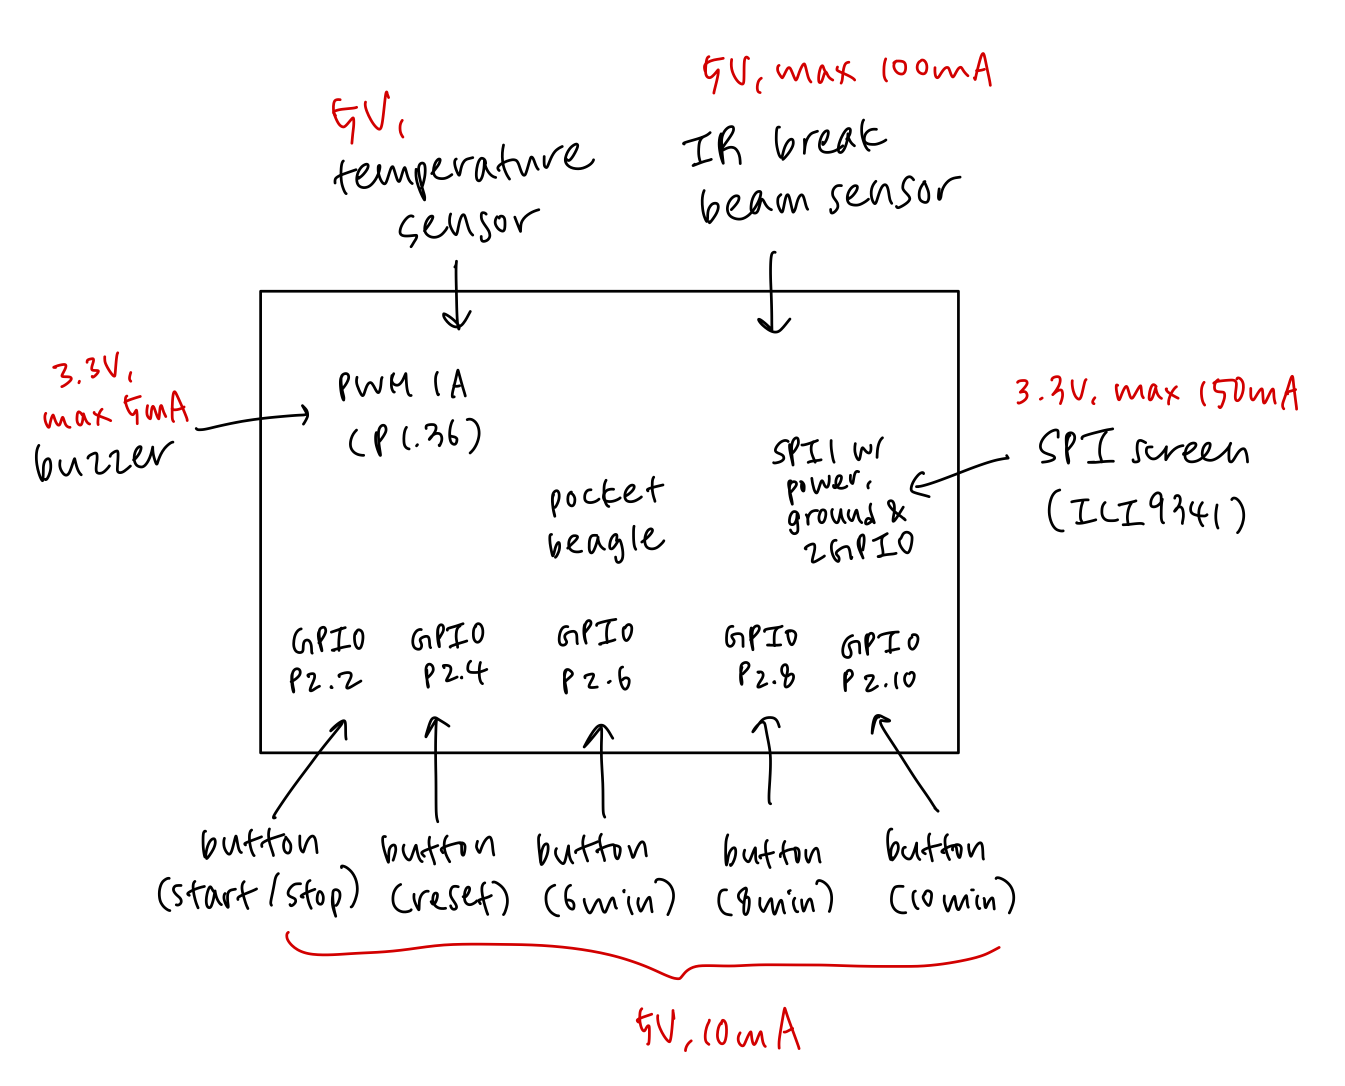 5V,
temperature
sensor
5V, max 100mA
IR break
beam sensor
3.3V,
max 5mA
buzzer
PWM 1A
(P1.36)
pocket
beagle
SPI1 w/
power,
ground &
2GPIO
3.3V, max 150mA
SPI screen
(ILI9341)
GPIO
P2.2
GPIO
P2.4
GPIO
P2.6
GPIO
P2.8
GPIO
P2.10
button
(start/stop)
button
(reset)
button
(6min)
button
(8min)
button
(10min)
5V, 10mA